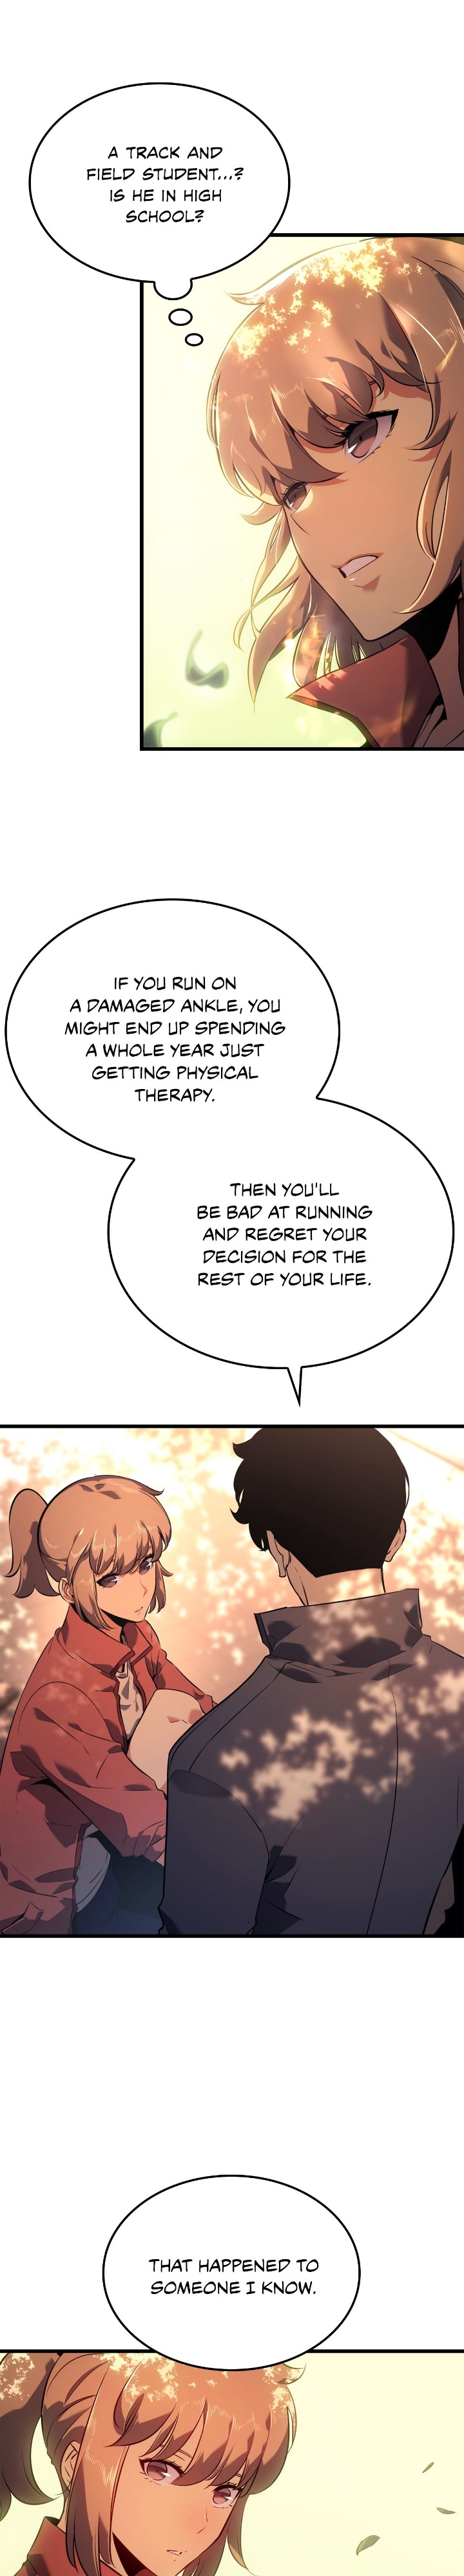 A TRACK AND
FIELD STUDENT...?
IS HE IN HIGH
SCHOOL?
IF YOU RUN ON
A DAMAGED ANKLE, YOU
MIGHT END UP SPENDING
A WHOLE YEAR JUST
GETTING PHYSICAL
THERAPY.
THEN YOU'LL
BE BAD AT RUNNING
AND REGRET YOUR
DECISION FOR THE
REST OF YOUR LIFE.
THAT HAPPENED TO
SOMEONE I KNOW.